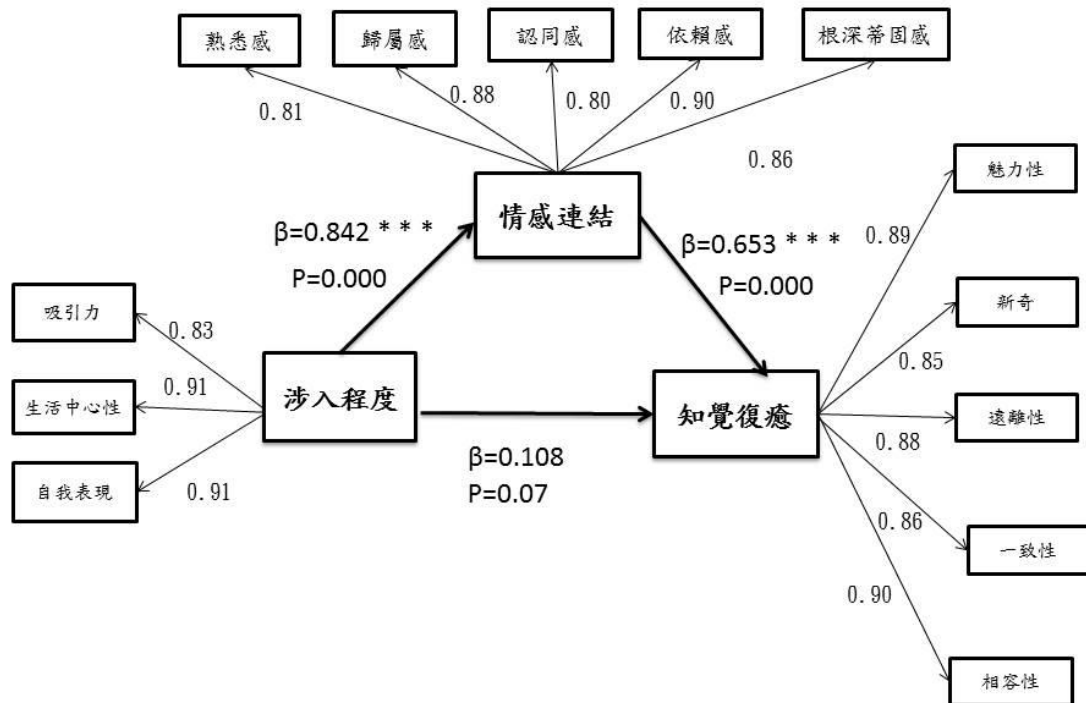 熟悉感
歸屬感
認同感
依賴感
根深蒂固感
0.81
0.88
0.80
0.90
0.86
情感連結
魅力性
β=0.842 * * *
P=0.000
β=0.653 * * *
P=0.000
0.89
吸引力
0.83
新奇
0.85
生活中心性
0.91
涉入程度
知覺復癒
遠離性
0.88
自我表現
0.91
β=0.108
P=0.07
0.86
一致性
0.90
相容性